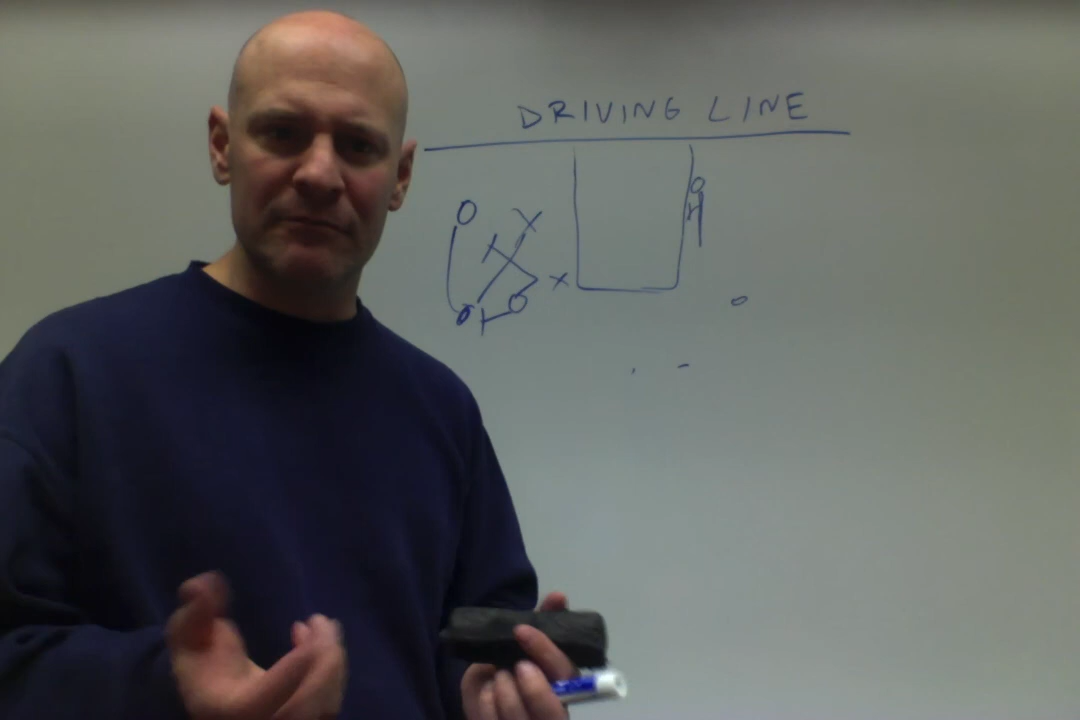 DRIVING LINE
O X
X
O O X
O
O